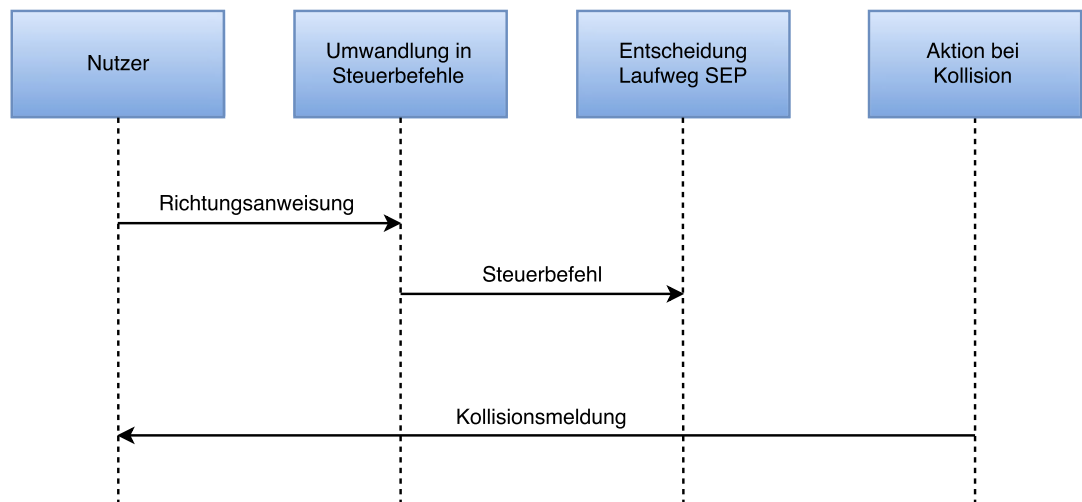 Nutzer
Umwandlung in
Steuerbefehle
Entscheidung
Laufweg SEP
Aktion bei
Kollision
Richtungsanweisung
Steuerbefehl
Kollisionsmeldung